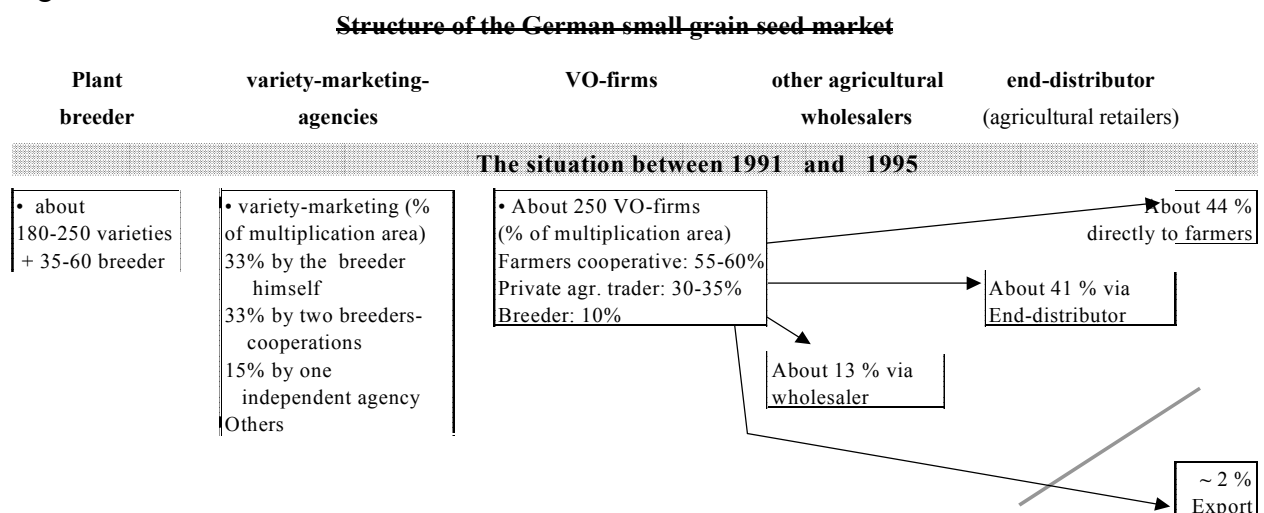 Structure of the German small grain seed market
Plant
breeder
variety-marketing-
agencies
VO-firms
other agricultural
wholesalers
end-distributor
(agricultural retailers)
The situation between 1991 and 1995
• about
180-250 varieties
+ 35-60 breeder
• variety-marketing (%
of multiplication area)
33% by the breeder
himself
33% by two breeders-
cooperations
15% by one
independent agency
Others
• About 250 VO-firms
(% of multiplication area)
Farmers cooperative: 55-60%
Private agr. trader: 30-35%
Breeder: 10%
About 44 %
directly to farmers
About 41 % via
End-distributor
About 13 % via
wholesaler
~ 2 %
Export